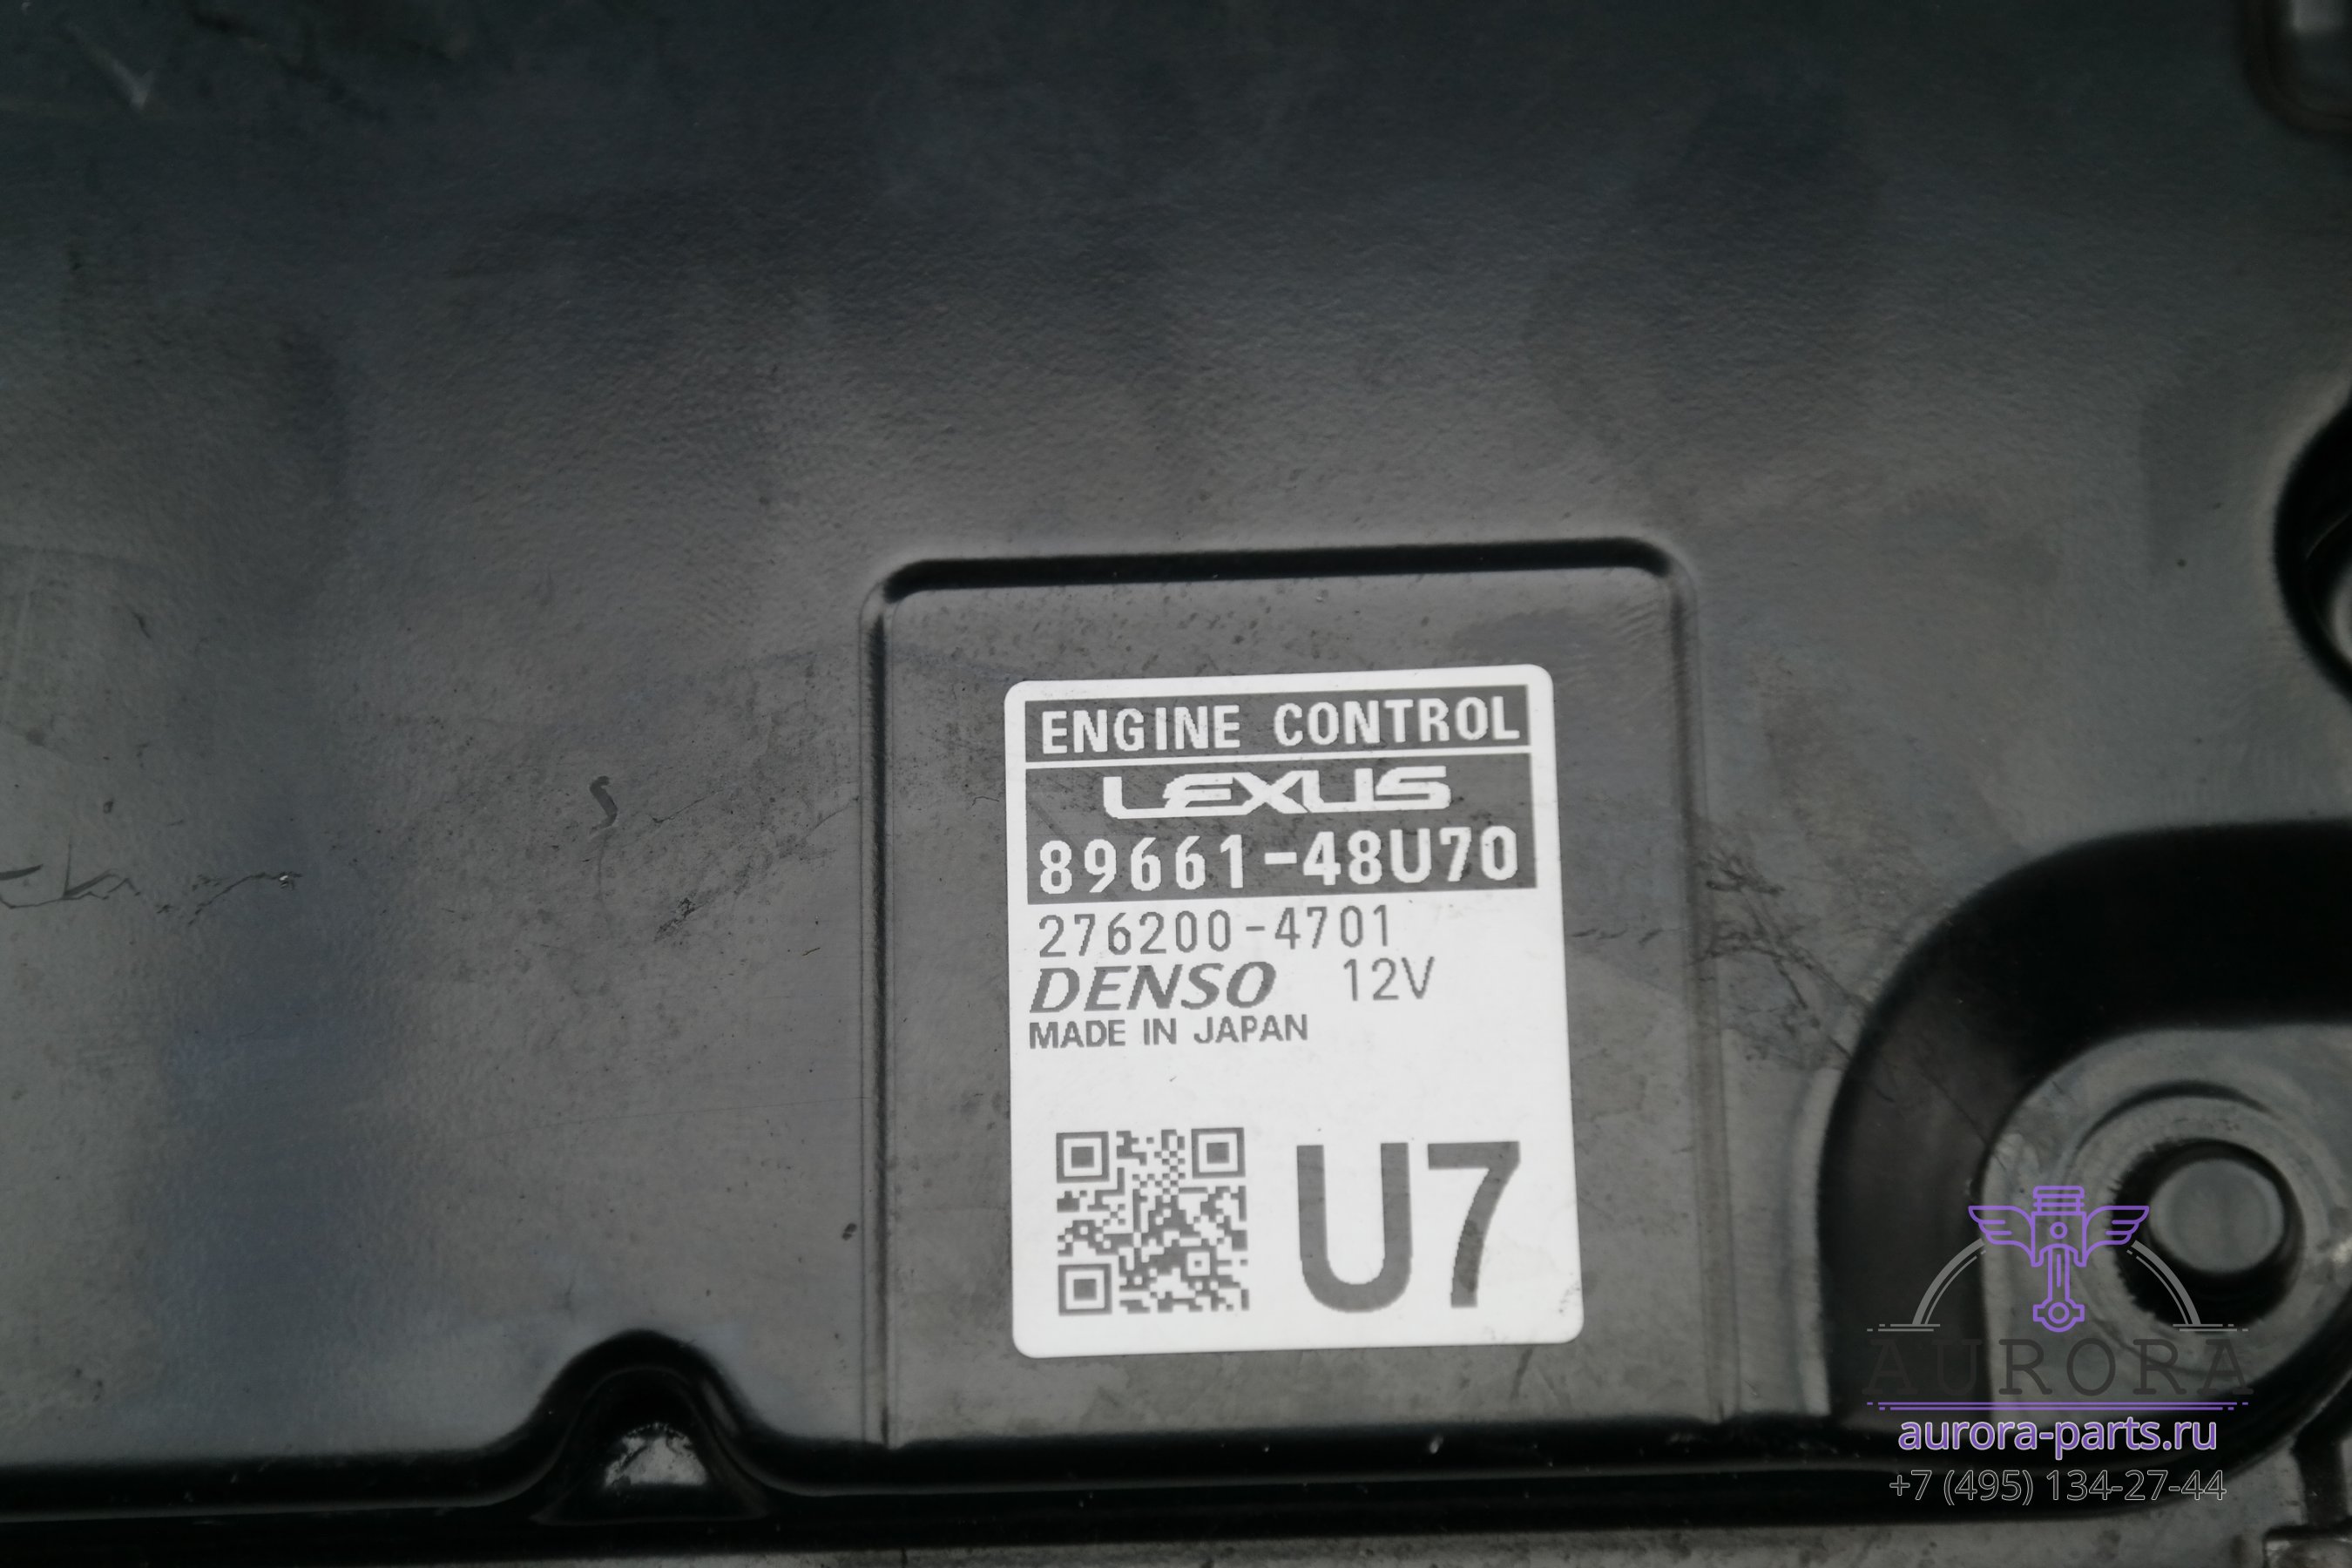 ENGINE CONTROL
LEXUS
89661-48U70
276200-4701
DENSO 12V
MADE IN JAPAN
U7
AURORA
aurora-parts.ru
+7 (495) 134-27-44